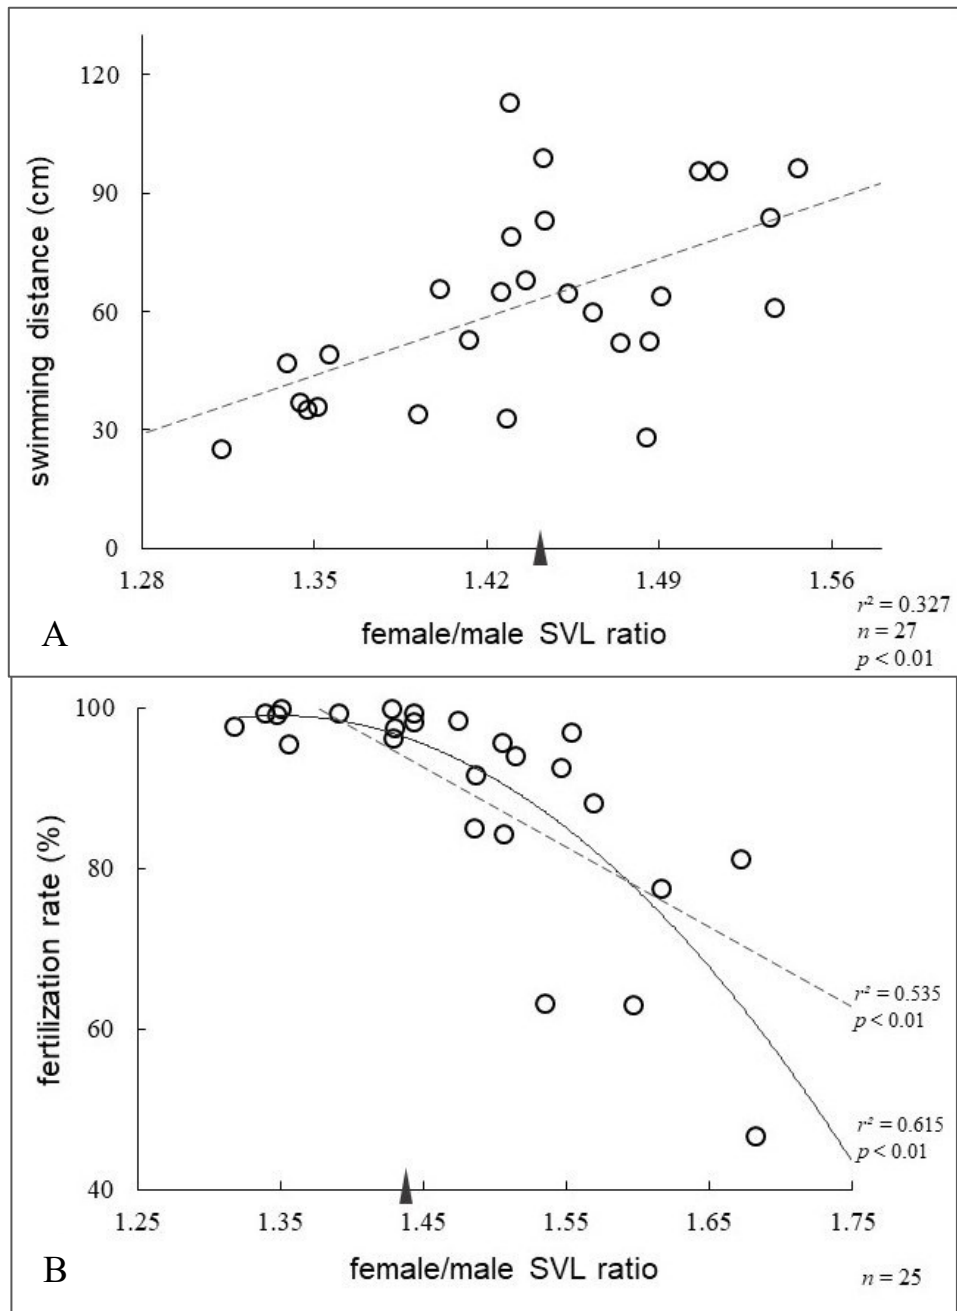 120
90
60
30
0
swimming distance (cm)
1.28 1.35 1.42 1.49 1.56
female/male SVL ratio
r² = 0.327
n = 27
p < 0.01
A
100
80
60
40
fertilization rate (%)
r² = 0.535
p < 0.01
r² = 0.615
p < 0.01
1.25 1.35 1.45 1.55 1.65 1.75
female/male SVL ratio
n = 25
B